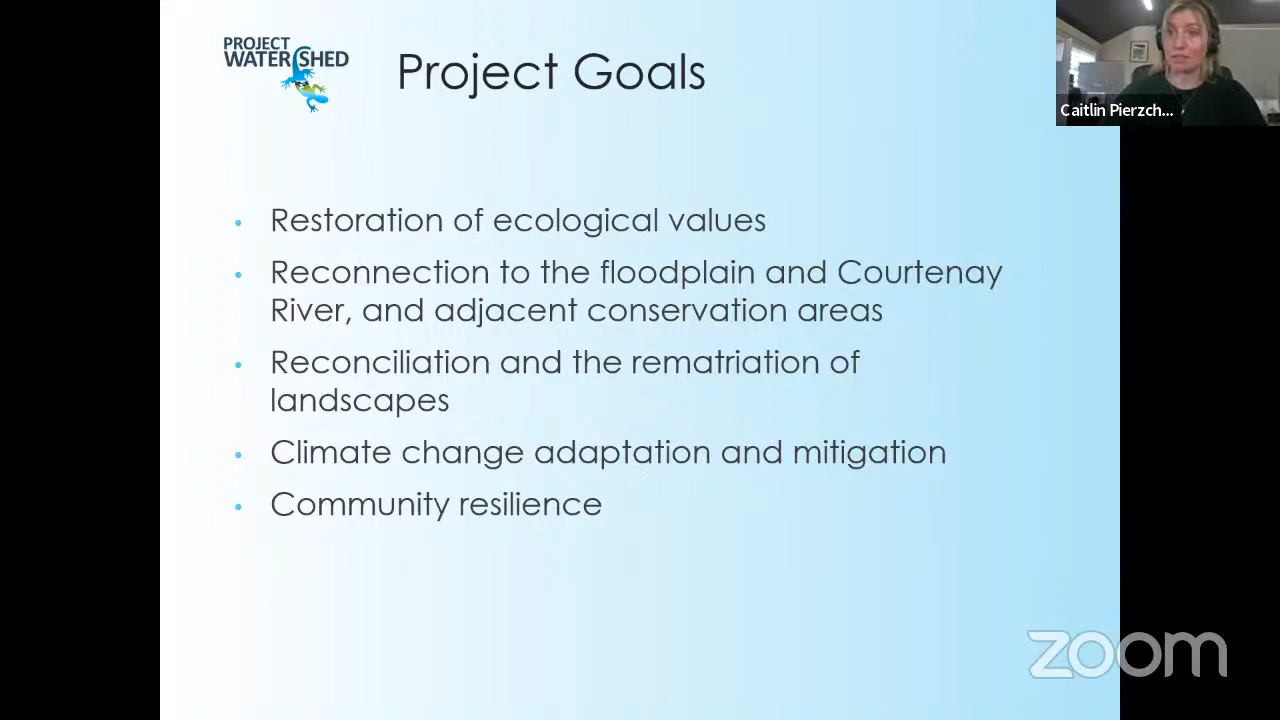 PROJECT
WATERSHED
Project Goals
Caitlin Pierzch...
• Restoration of ecological values
• Reconnection to the floodplain and Courtenay
River, and adjacent conservation areas
• Reconciliation and the rematriation of
landscapes
• Climate change adaptation and mitigation
• Community resilience
zoom